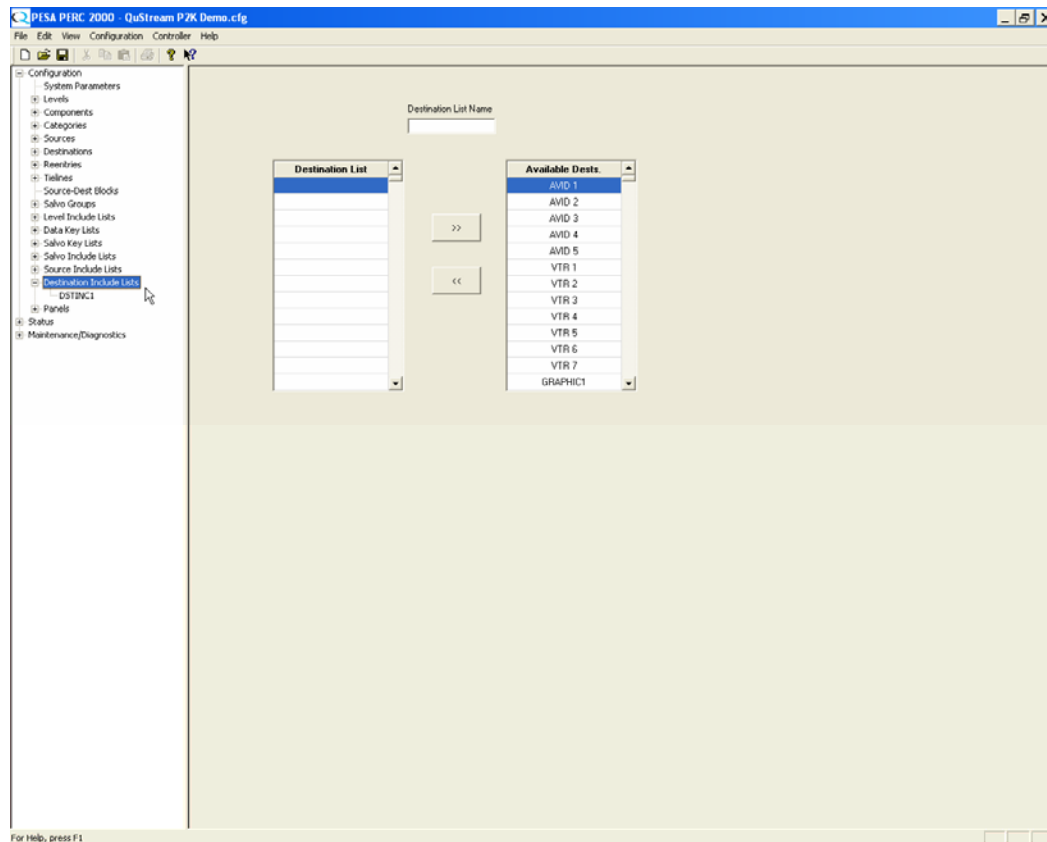 PESA PERC 2000 - QuStream P2K Demo.cfg
File Edit View Configuration Controller Help
Configuration
System Parameters
Levels
Components
Categories
Sources
Destinations
Reentries
Tielines
Source-Dest Blocks
Salvo Groups
Level Include Lists
Data Key Lists
Salvo Key Lists
Salvo Include Lists
Source Include Lists
Destination Include Lists
DSTINC1
Panels
Status
Maintenance/Diagnostics
Destination List Name
Destination List
>>
<<
Available Dests.
AVID 1
AVID 2
AVID 3
AVID 4
AVID 5
VTR 1
VTR 2
VTR 3
VTR 4
VTR 5
VTR 6
VTR 7
GRAPHIC1
For Help, press F1